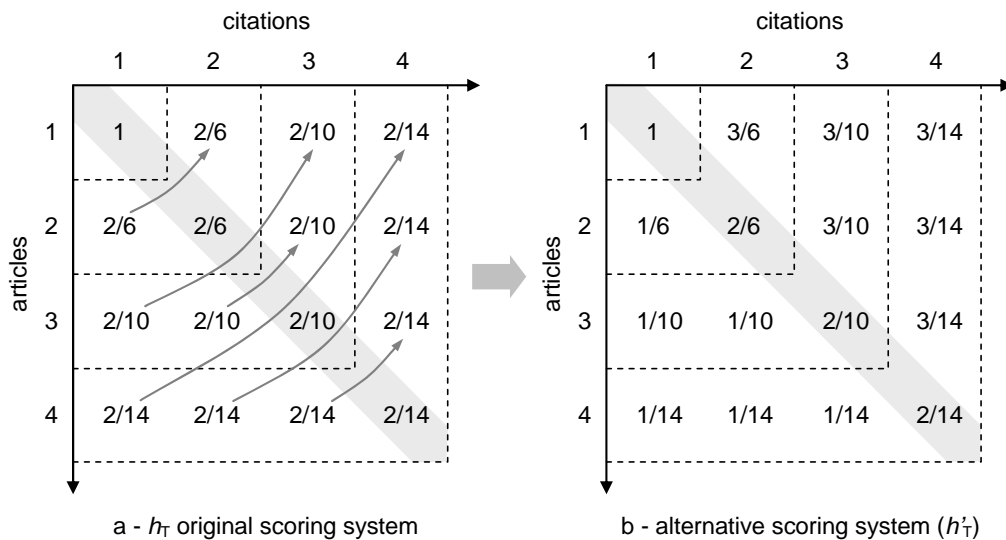 citations citations
1 2 3 4 1 2 3 4
1 1 2/6 2/10 2/14 1 1 3/6 3/10 3/14
2 2/6 2/6 2/10 2/14 2 1/6 2/6 3/10 3/14
articles articles
3 2/10 2/10 2/10 2/14 3 1/10 1/10 2/10 3/14
4 2/14 2/14 2/14 2/14 4 1/14 1/14 1/14 2/14
a - hT original scoring system b - alternative scoring system (h'T)